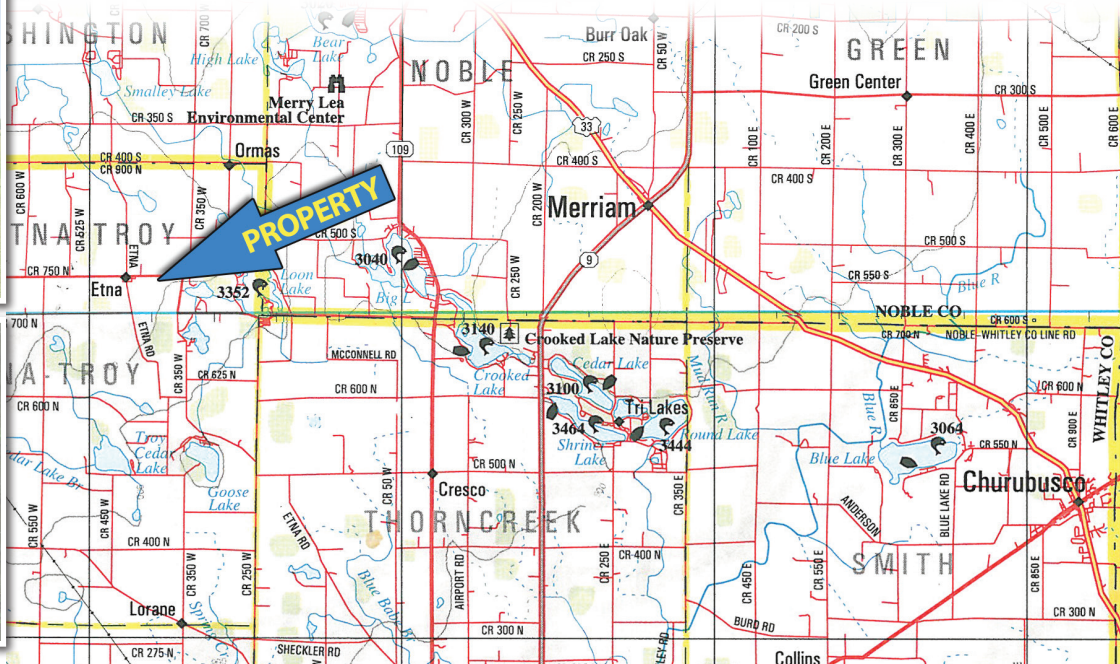 SHINGTON
CR 700 W
High Lake
Bear
Lake
Smalley Lake
Merry Lea
Environmental Center
CR 350 S
NOBLE
CR 300 W
CR 250 W
Burr Oak
CR 250 S
CR 50 W
CR 200 S
GREEN
Green Center
CR 300 S
CR 100 E
CR 200 E
CR 300 E
CR 400 E
CR 500 E
CR 600 E
33
109
CR 400 S
CR 900 N
Ormas
CR 400 S
CR 400 S
CR 600 W
CR 625 W
CR 350 W
PROPERTY
CR 500 S
CR 200 W
Merriam
TNA TROY
ETNA
CR 750 N
Etna
3352
Loon
Lake
3040
Big L
CR 250 W
9
CR 500 S
CR 550 S
Blue R
NOBLE CO
CR 600 S
CR 700 N
NOBLE-WHITLEY CO LINE RD
WHITLEY CO
700 N
ETNA RD
CR 350 W
3140
Crooked Lake Nature Preserve
MCCONNELL RD
Crooked
Lake
Cedar Lake
3100
Tri Lakes
3464
Shriner
Lake
3444
Round Lake
Mud Run R
NA-TROY
CR 625 N
CR 600 N
CR 600 N
CR 600 N
CR 650 E
CR 800 E
Blue R
3064
Blue Lake
CR 550 N
Churubusco
Troy
Cedar
Lake
dar Lake Br
Goose
Lake
CR 550 W
CR 450 W
CR 50 W
CR 500 N
Cresco
CR 350 E
THORNCREEK
ETNA RD
CR 400 N
CR 350 W
CR 250 W
AIRPORT RD
CR 250 E
CR 400 N
CR 450 E
CR 550 E
ANDERSON
BLUE LAKE RD
SMITH
CR 850 E
Lorane
Blue Babe
CR 300 N
BURD RD
CR 300 N
CR 275 N
SHECKLER RD
Collins